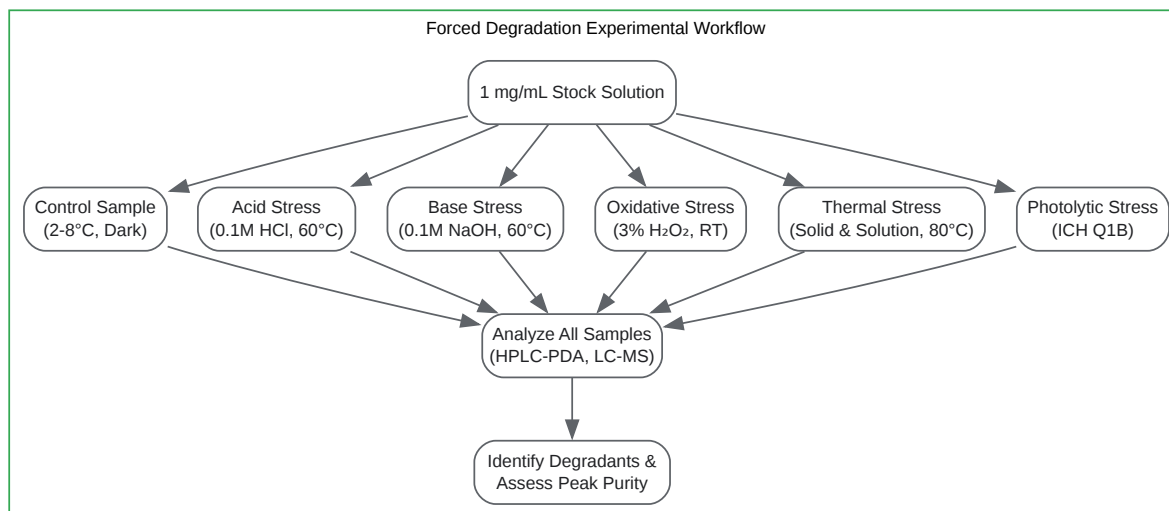 Forced Degradation Experimental Workflow
1 mg/mL Stock Solution
Control Sample
(2-8°C, Dark)
Acid Stress
(0.1M HCl, 60°C)
Base Stress
(0.1M NaOH, 60°C)
Oxidative Stress
(3% H₂O₂, RT)
Thermal Stress
(Solid & Solution, 80°C)
Photolytic Stress
(ICH Q1B)
Analyze All Samples
(HPLC-PDA, LC-MS)
Identify Degradants &
Assess Peak Purity